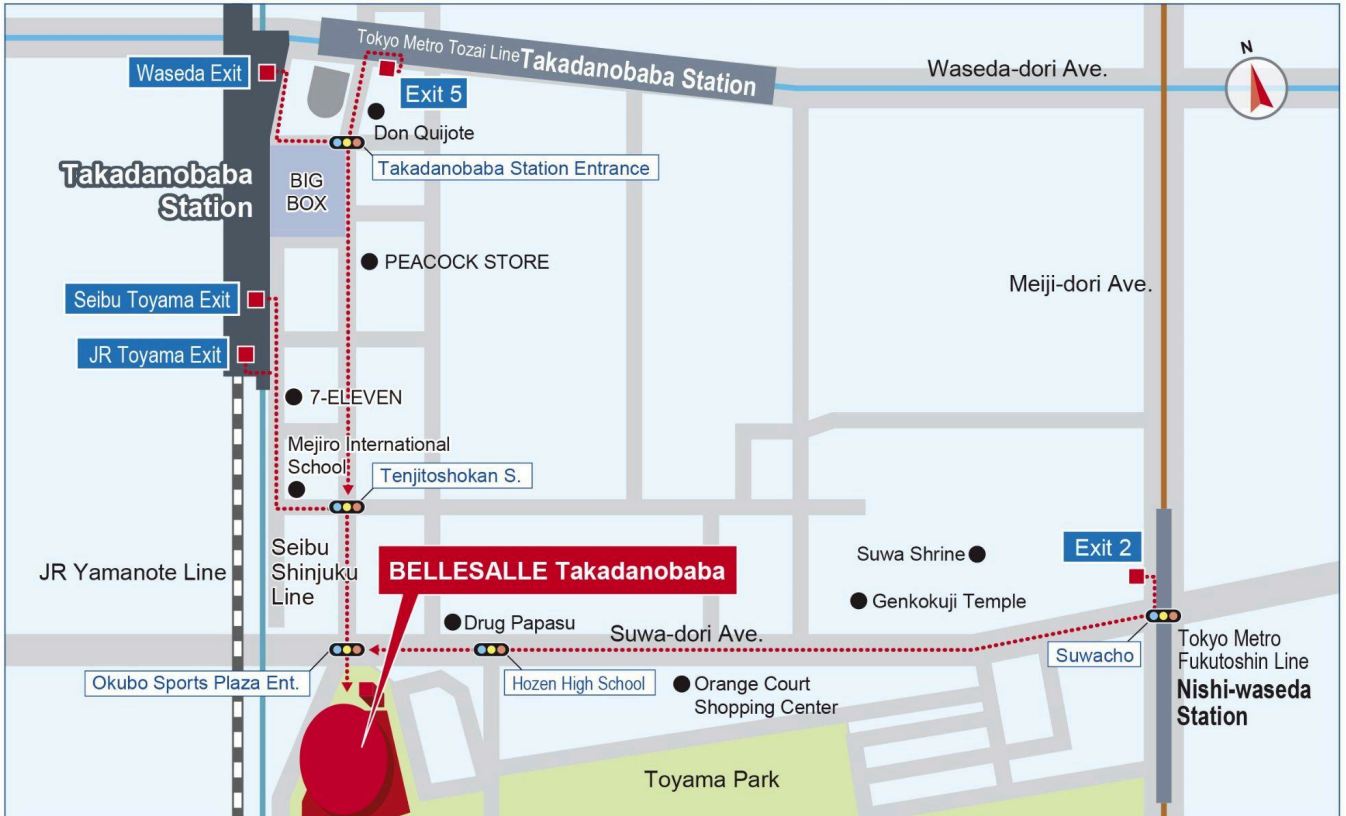 Tokyo Metro Tozai Line Takadanobaba Station
Waseda-dori Ave.
N
Waseda Exit
Exit 5
Don Quijote
Takadanobaba Station Entrance
Takadanobaba
Station
BIG
BOX
PEACOCK STORE
Meiji-dori Ave.
Seibu Toyama Exit
JR Toyama Exit
7-ELEVEN
Mejiro International
School
Tenjitoshokan S.
JR Yamanote Line
Seibu
Shinjuku
Line
BELLESALLE Takadanobaba
Suwa Shrine
Exit 2
Genkokuji Temple
Drug Papasu
Suwa-dori Ave.
Suwacho
Tokyo Metro
Fukutoshin Line
Nishi-waseda
Station
Okubo Sports Plaza Ent.
Hozen High School
Orange Court
Shopping Center
Toyama Park